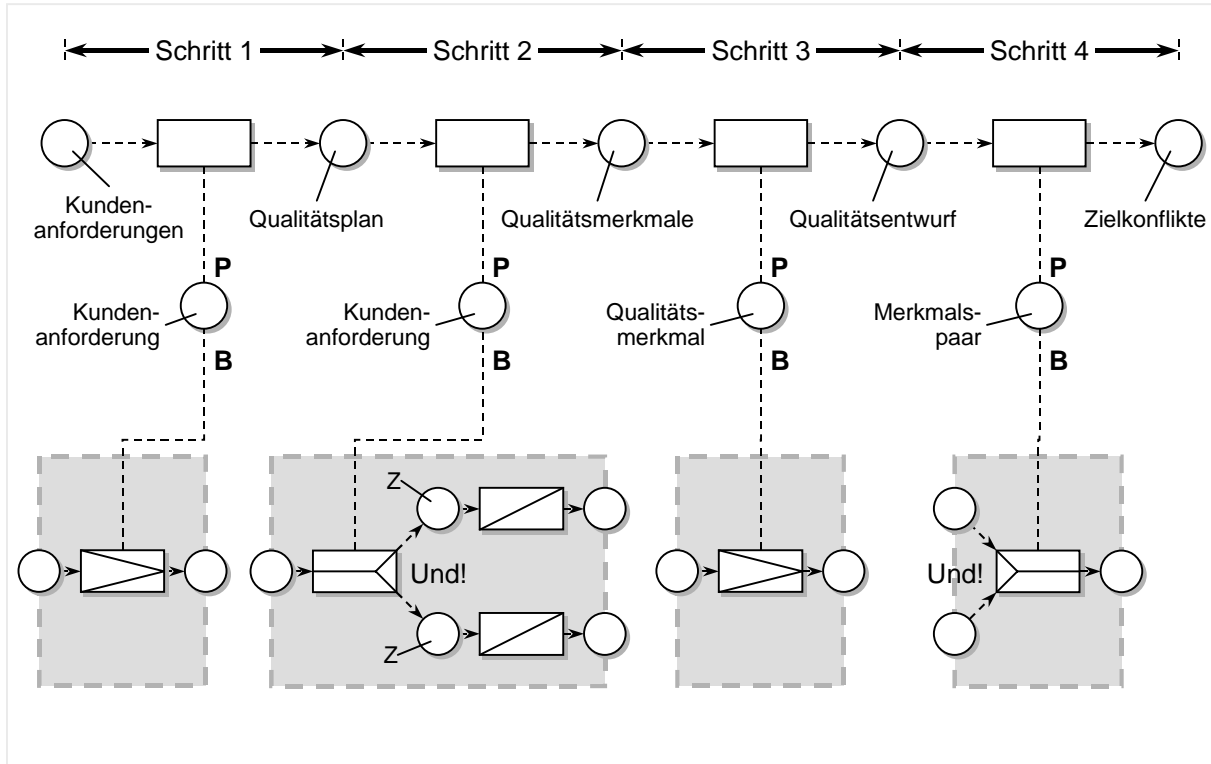 Schritt 1
Schritt 2
Schritt 3
Schritt 4
Kunden-
anforderungen
Qualitätsplan
Qualitätsmerkmale
Qualitätsentwurf
Zielkonflikte
P
P
P
P
Kunden-
anforderung
Kunden-
anforderung
Qualitäts-
merkmal
Merkmals-
paar
B
B
B
B
Z
Und!
Und!
Z